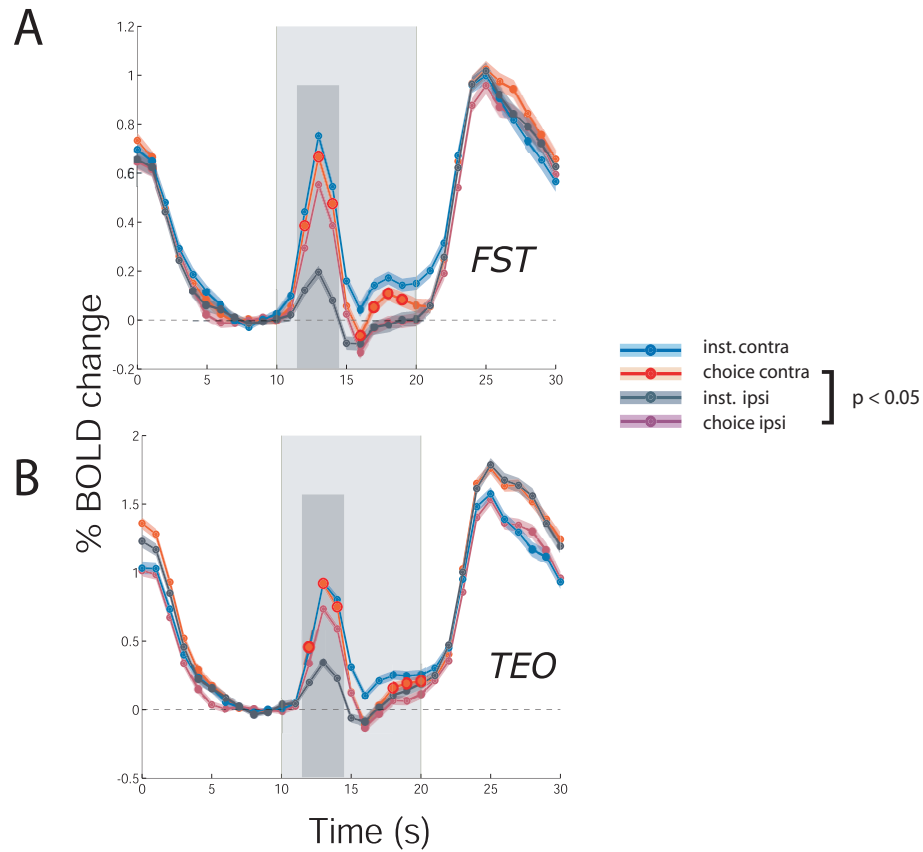 A
1.2
1
0.8
0.6
0.4
0.2
0
-0.2
0 5 10 15 20 25 30
FST
% BOLD change
inst. contra
choice contra
inst. ipsi
choice ipsi
p < 0.05
B
2
1.5
1
0.5
0
-0.5
0 5 10 15 20 25 30
TEO
Time (s)